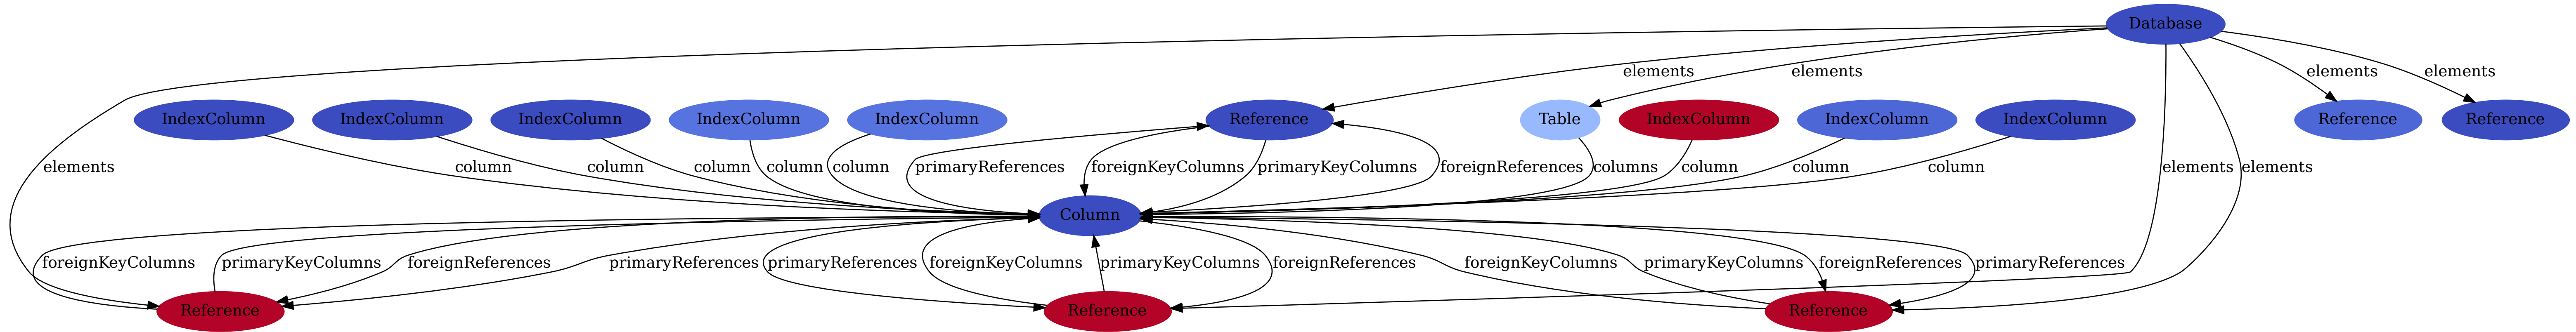 Database
elements
elements
elements
elements
IndexColumn
IndexColumn
IndexColumn
IndexColumn
IndexColumn
Reference
Table
IndexColumn
IndexColumn
IndexColumn
Reference
Reference
elements
column
column
column
column
column
primaryReferences
foreignKeyColumns
primaryKeyColumns
foreignReferences
columns
column
column
column
elements
elements
Column
foreignKeyColumns
primaryKeyColumns
foreignReferences
primaryReferences
primaryReferences
foreignKeyColumns
primaryKeyColumns
foreignReferences
foreignKeyColumns
primaryKeyColumns
foreignReferences
primaryReferences
Reference
Reference
Reference